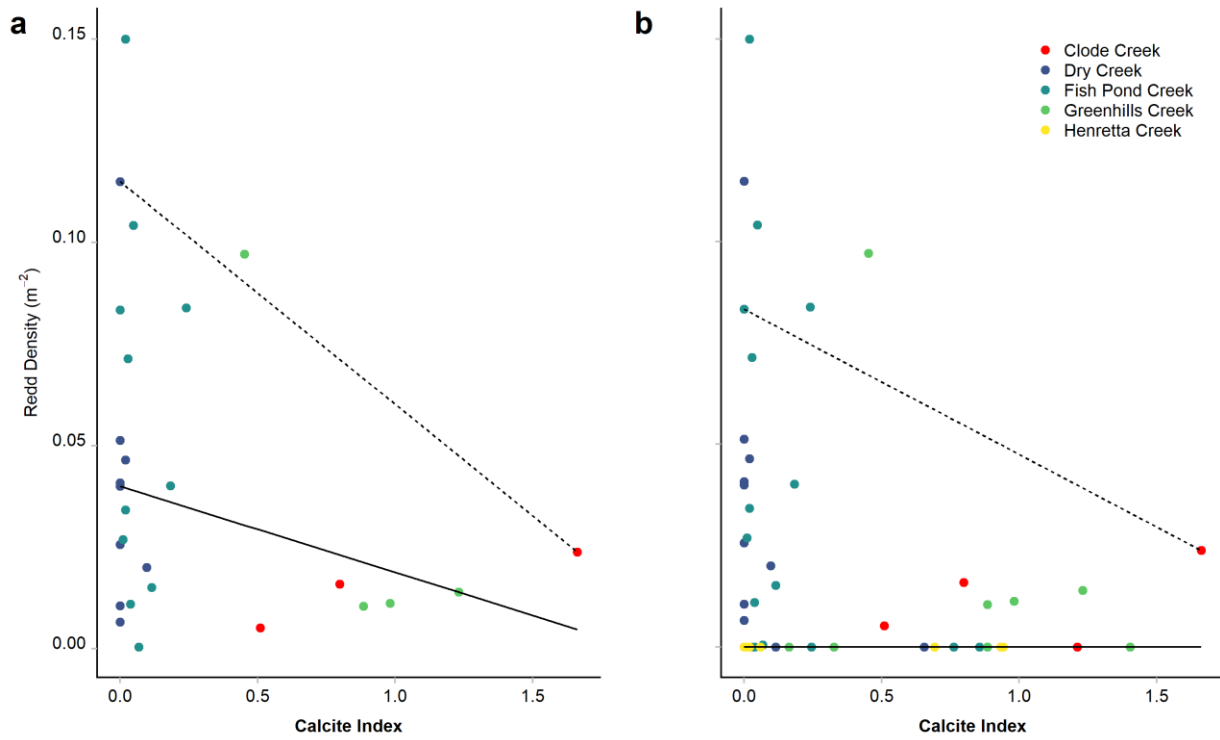 a
b
0.15
0.10
0.05
0.00
Redd Density (m⁻²)
Clode Creek
Dry Creek
Fish Pond Creek
Greenhills Creek
Henretta Creek
0.0 0.5 1.0 1.5
0.0 0.5 1.0 1.5
Calcite Index
Calcite Index